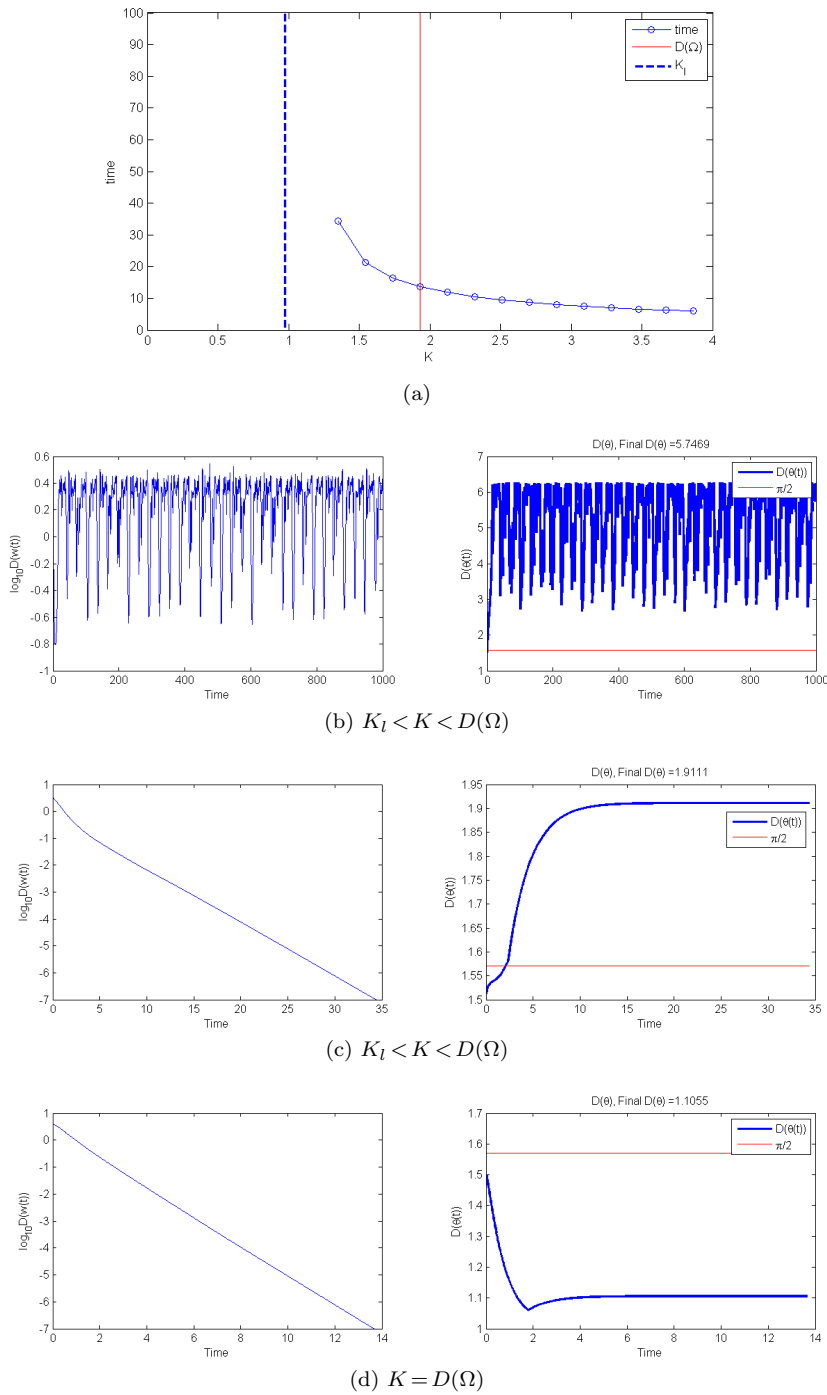 100
90
80
70
60
50
40
30
20
10
0
time
time
D(Ω)
K_l
0 0.5 1 1.5 2 2.5 3 3.5 4
K
(a)
0.6
0.4
0.2
0
-0.2
-0.4
-0.6
-0.8
-1
log₁₀D(w(t))
0 200 400 600 800 1000
Time
D(θ), Final D(θ) =5.7469
7
6
5
4
3
2
1
D(θ(t))
D(θ(t))
π/2
0 200 400 600 800 1000
Time
(b) K_l < K < D(Ω)
1
0
-1
-2
-3
-4
-5
-6
-7
log₁₀D(w(t))
0 5 10 15 20 25 30 35
Time
D(θ), Final D(θ) =1.9111
1.95
1.9
1.85
1.8
1.75
1.7
1.65
1.6
1.55
1.5
D(θ(t))
D(θ(t))
π/2
0 5 10 15 20 25 30 35
Time
(c) K_l < K < D(Ω)
1
0
-1
-2
-3
-4
-5
-6
-7
log₁₀D(w(t))
0 2 4 6 8 10 12 14
Time
D(θ), Final D(θ) =1.1055
1.7
1.6
1.5
1.4
1.3
1.2
1.1
1
D(θ(t))
D(θ(t))
π/2
0 2 4 6 8 10 12 14
Time
(d) K = D(Ω)